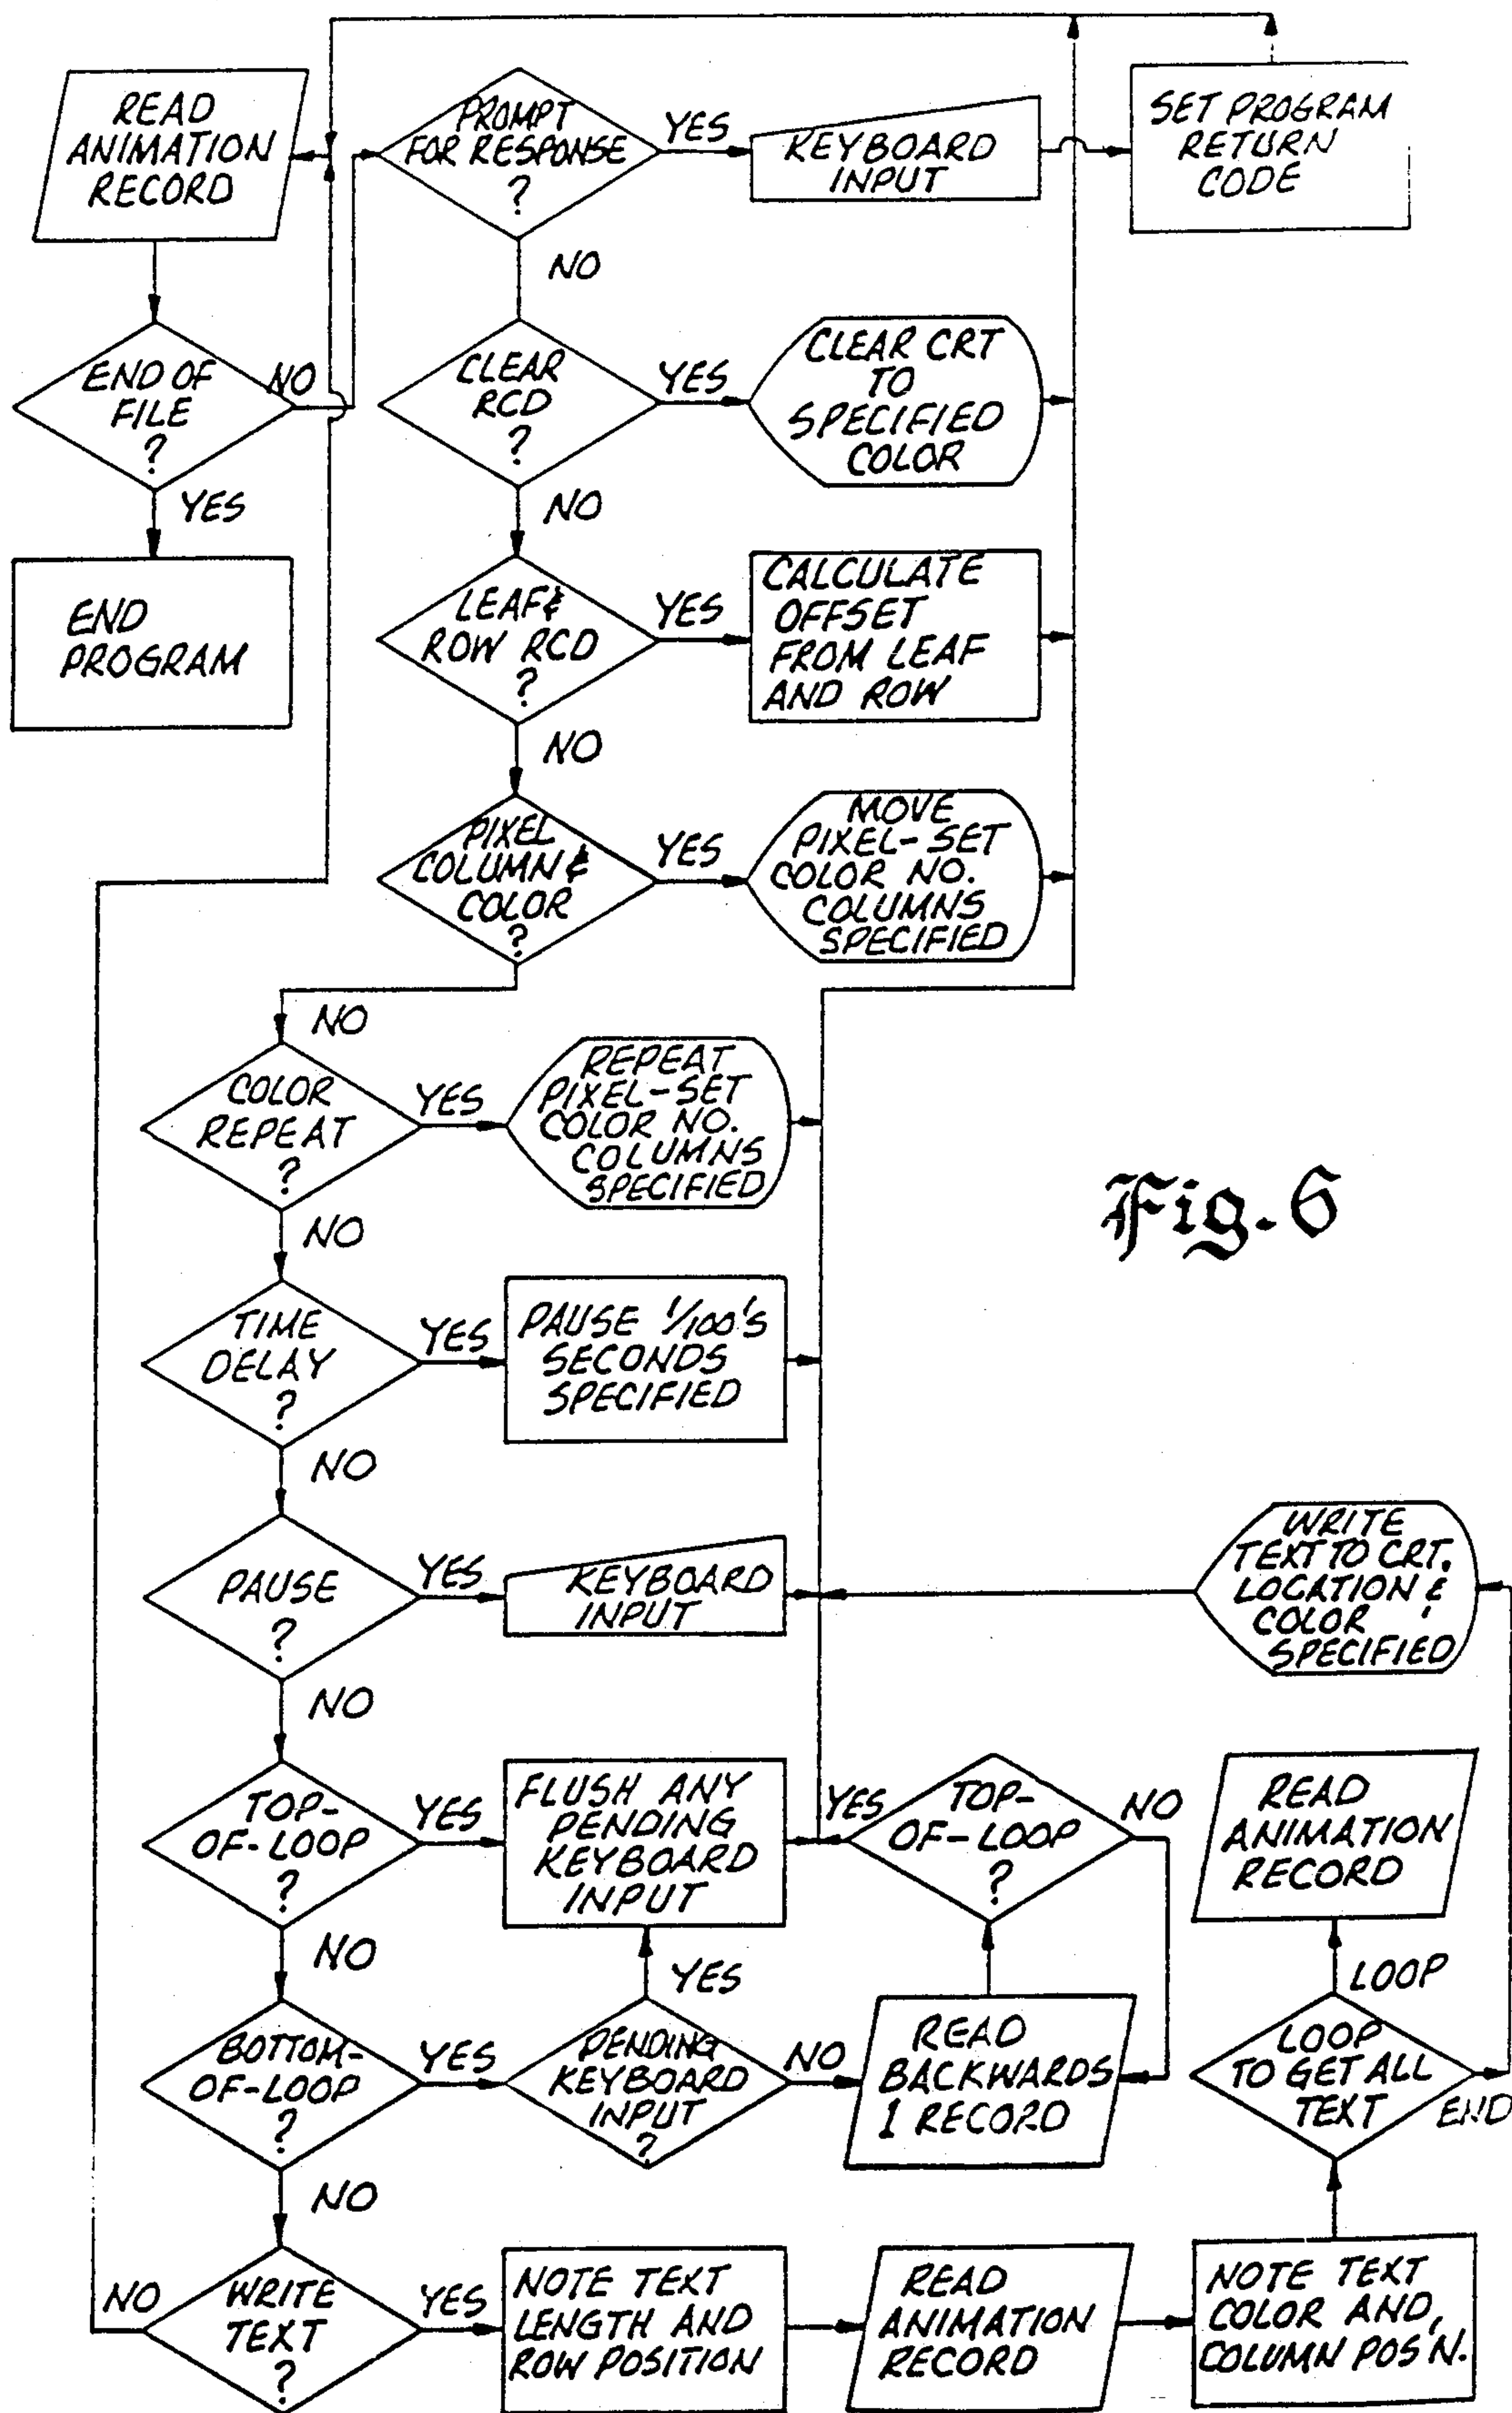 READ
ANIMATION
RECORD
PROMPT
FOR RESPONSE
?
YES
KEYBOARD
INPUT
SET PROGRAM
RETURN
CODE
NO
END OF
FILE
?
NO
CLEAR
RCD
?
YES
CLEAR CRT
TO
SPECIFIED
COLOR
YES
NO
END
PROGRAM
LEAF &
ROW RCD
?
YES
CALCULATE
OFFSET
FROM LEAF
AND ROW
NO
PIXEL
COLUMN &
COLOR
?
YES
MOVE
PIXEL-SET
COLOR NO.
COLUMNS
SPECIFIED
NO
COLOR
REPEAT
?
YES
REPEAT
PIXEL-SET
COLOR NO.
COLUMNS
SPECIFIED
Fig. 6
NO
TIME
DELAY
?
YES
PAUSE 1/100's
SECONDS
SPECIFIED
NO
PAUSE
?
YES
KEYBOARD
INPUT
WRITE
TEXT TO CRT.
LOCATION &
COLOR
SPECIFIED
NO
TOP-
OF-LOOP
?
YES
FLUSH ANY
PENDING
KEYBOARD
INPUT
YES
TOP-
OF-LOOP
?
NO
READ
ANIMATION
RECORD
NO
YES
LOOP
BOTTOM-
OF-LOOP
?
YES
PENDING
KEYBOARD
INPUT
?
NO
READ
BACKWARDS
1 RECORD
LOOP
TO GET ALL
TEXT
END
NO
NO
WRITE
TEXT
?
YES
NOTE TEXT
LENGTH AND
ROW POSITION
READ
ANIMATION
RECORD
NOTE TEXT
COLOR AND,
COLUMN POS'N.